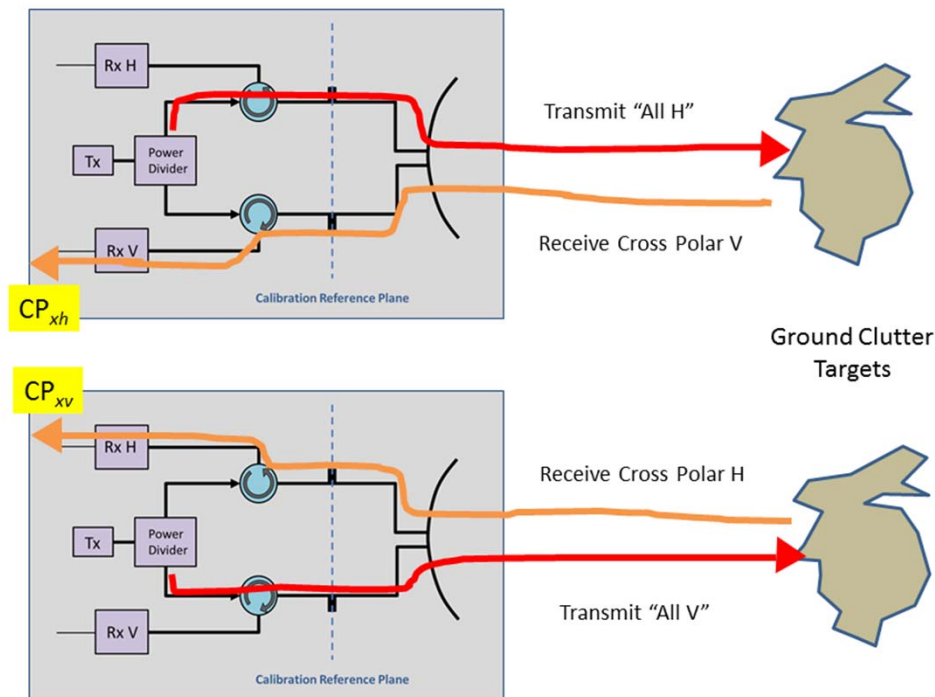 Rx H
Tx
Power
Divider
Rx V
Calibration Reference Plane
Transmit “All H”
Receive Cross Polar V
CPxh
Ground Clutter
Targets
CPxv
Rx H
Tx
Power
Divider
Rx V
Calibration Reference Plane
Receive Cross Polar H
Transmit “All V”